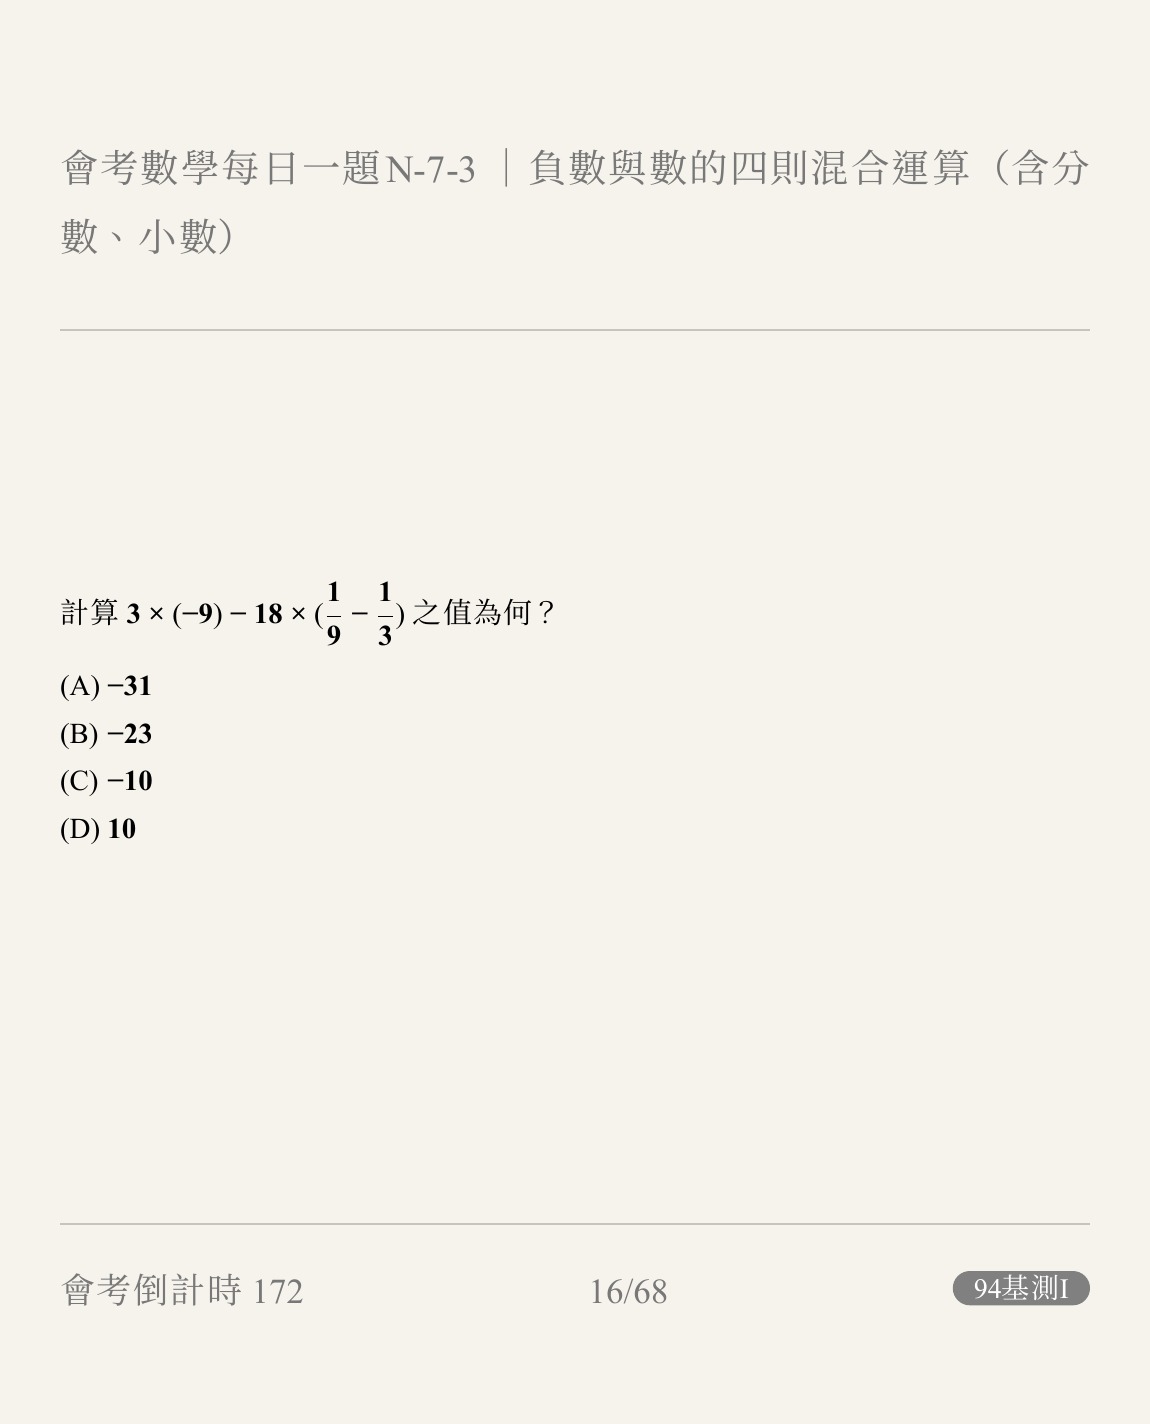 會考數學每日一題N-7-3 ｜負數與數的四則混合運算（含分
數、小數）
計算 3 × (−9) − 18 × (1/9 − 1/3) 之值為何？
(A) −31
(B) −23
(C) −10
(D) 10
會考倒計時 172
16/68
94基測I